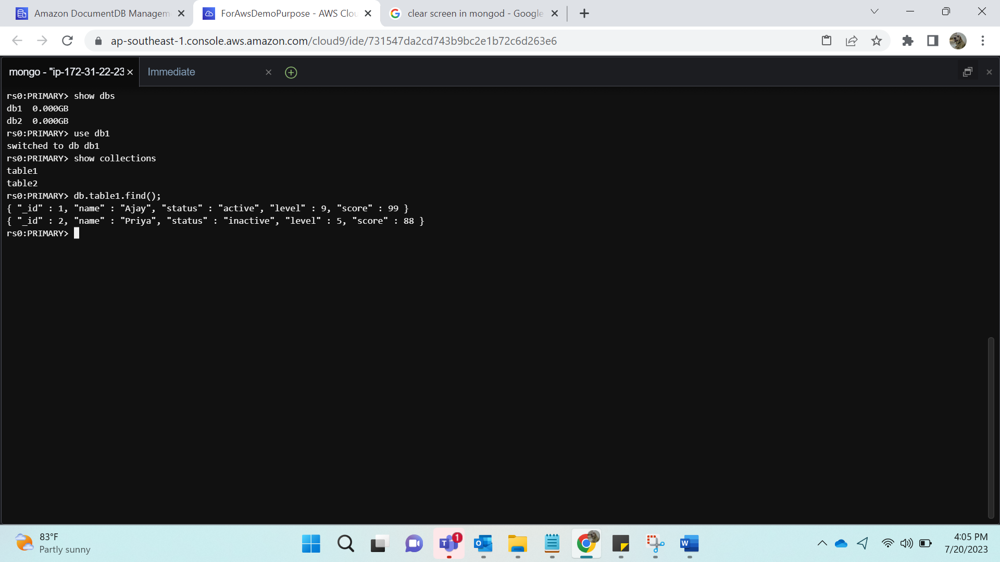 Amazon DocumentDB Managem
ForAwsDemoPurpose - AWS Clou
clear screen in mongod - Google
ap-southeast-1.console.aws.amazon.com/cloud9/ide/731547da2cd743b9bc2e1b72c6d263e6
mongo - "ip-172-31-22-23
Immediate
rs0:PRIMARY> show dbs
db1  0.000GB
db2  0.000GB
rs0:PRIMARY> use db1
switched to db db1
rs0:PRIMARY> show collections
table1
table2
rs0:PRIMARY> db.table1.find();
{ "_id" : 1, "name" : "Ajay", "status" : "active", "level" : 9, "score" : 99 }
{ "_id" : 2, "name" : "Priya", "status" : "inactive", "level" : 5, "score" : 88 }
rs0:PRIMARY>
83°F
Partly sunny
1
4:05 PM
7/20/2023